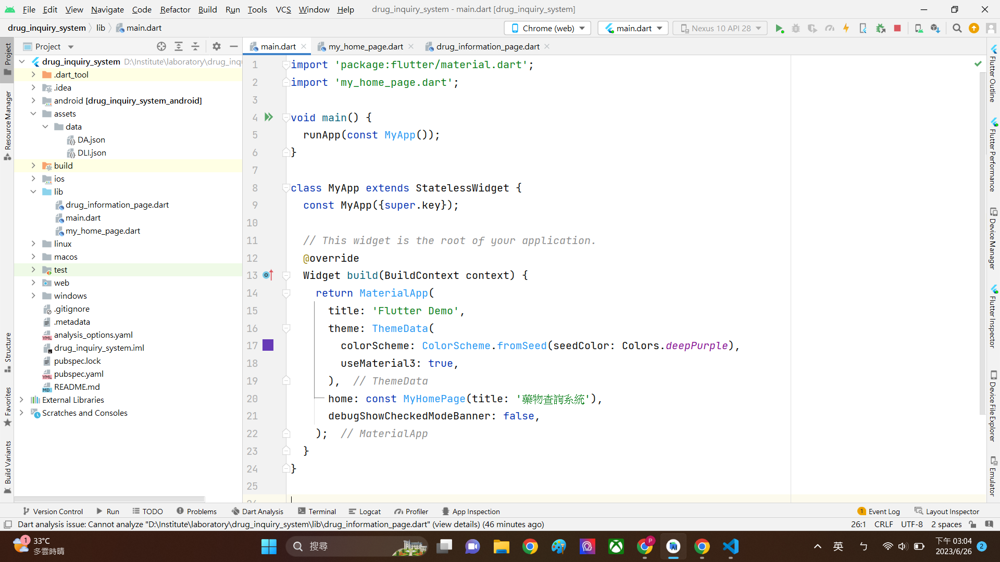 File Edit View Navigate Code Refactor Build Run Tools VCS Window Help drug_inquiry_system - main.dart [drug_inquiry_system]
drug_inquiry_system lib main.dart Chrome (web) main.dart Nexus 10 API 28
Project main.dart my_home_page.dart drug_information_page.dart
drug_inquiry_system D:\Institute\laboratory\drug_inq
.dart_tool
.idea
android [drug_inquiry_system_android]
assets
data
DA.json
DLI.json
build
ios
lib
drug_information_page.dart
main.dart
my_home_page.dart
linux
macos
test
web
windows
.gitignore
.metadata
analysis_options.yaml
drug_inquiry_system.iml
pubspec.lock
pubspec.yaml
README.md
External Libraries
Scratches and Consoles
Project
Resource Manager
Structure
Favorites
Build Variants
1 import 'package:flutter/material.dart';
2 import 'my_home_page.dart';
3
4 void main() {
5 runApp(const MyApp());
6 }
7
8 class MyApp extends StatelessWidget {
9 const MyApp({super.key});
10
11 // This widget is the root of your application.
12 @override
13 Widget build(BuildContext context) {
14 return MaterialApp(
15 title: 'Flutter Demo',
16 theme: ThemeData(
17 colorScheme: ColorScheme.fromSeed(seedColor: Colors.deepPurple),
18 useMaterial3: true,
19 ), // ThemeData
20 home: const MyHomePage(title: '藥物查詢系統'),
21 debugShowCheckedModeBanner: false,
22 ); // MaterialApp
23 }
24 }
25
26
Flutter Outline
Flutter Performance
Device Manager
Flutter Inspector
Device File Explorer
Emulator
Version Control Run TODO Problems Dart Analysis Terminal Logcat Profiler App Inspection 1 Event Log Layout Inspector
Dart analysis issue: Cannot analyze "D:\Institute\laboratory\drug_inquiry_system\lib\drug_information_page.dart" (view details) (46 minutes ago) 26:1 CRLF UTF-8 2 spaces
1 33°C
多雲時晴
搜尋
P
英 ㄅ
下午 03:04
2023/6/26
2